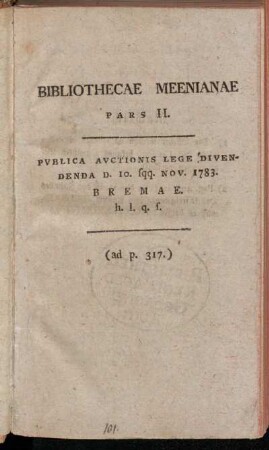 BIBLIOTHECAE MEENIANAE
PARS II.
PVBLICA AVCTIONIS LEGE DIVEN-
DENDA D. 10. ſqq. NOV. 1783.
BREMAE.
h. l. q. ſ.
(ad p. 317.)
101.